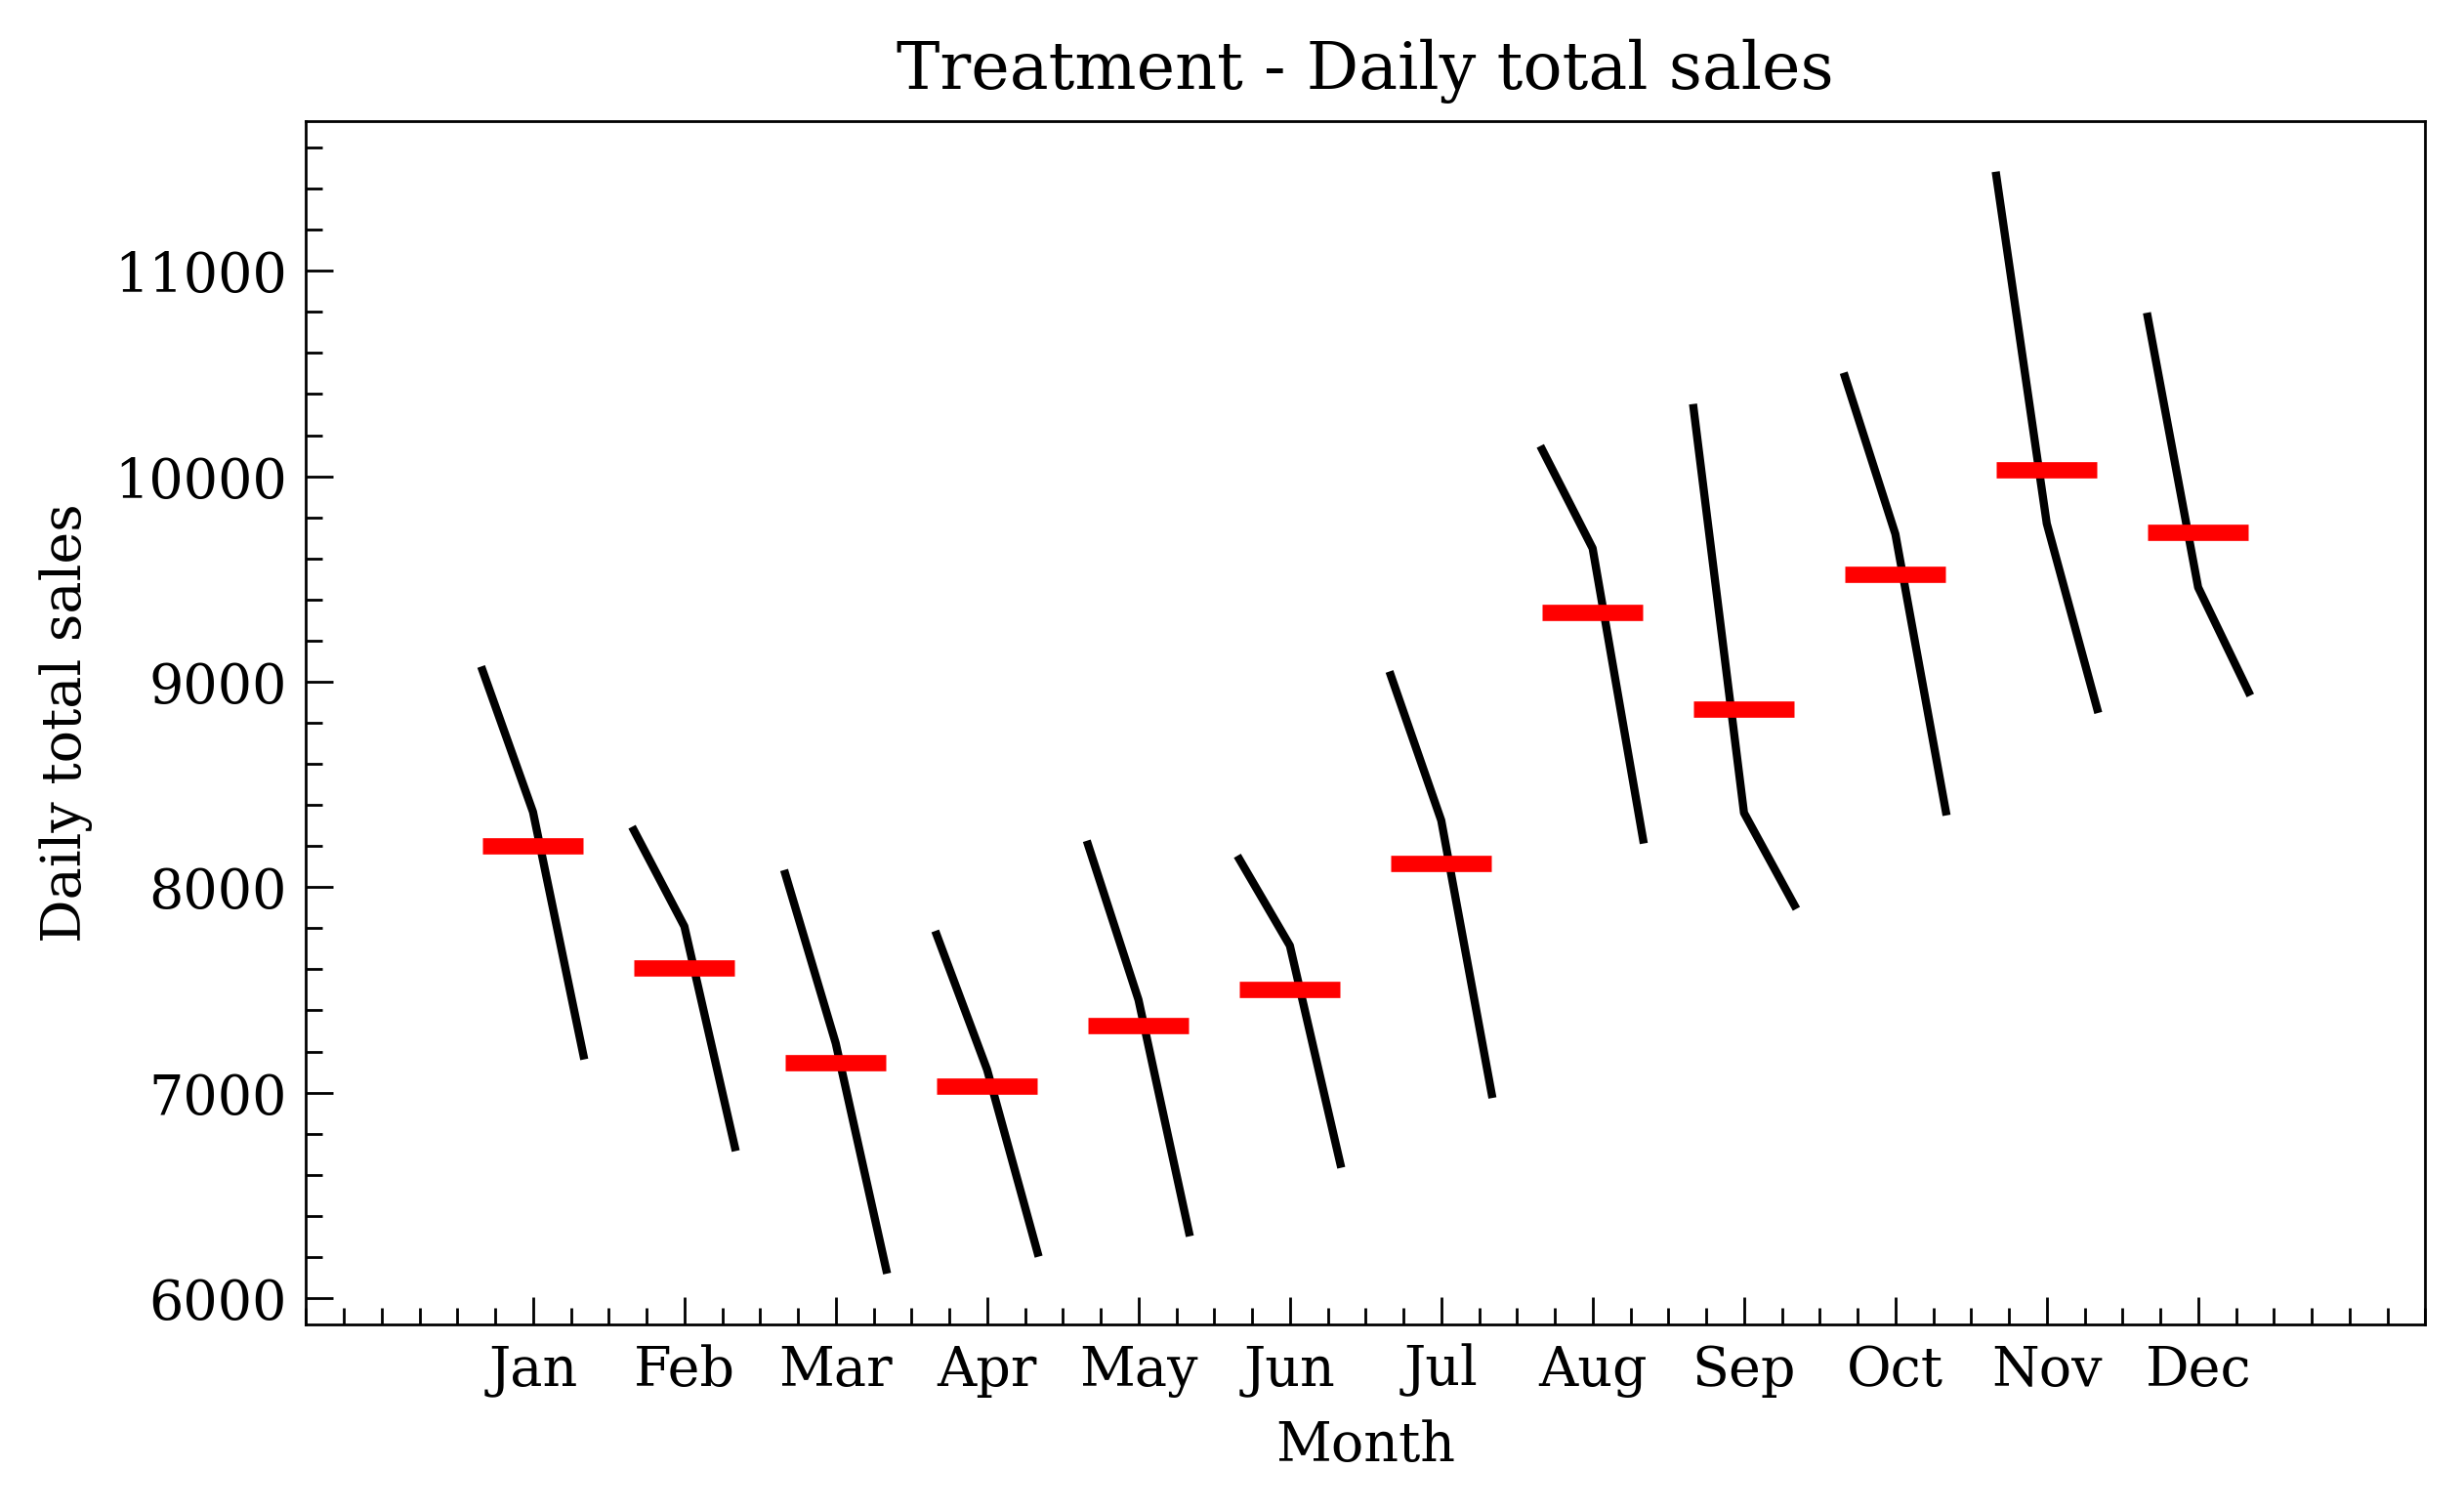 Treatment - Daily total sales
Daily total sales
11000
10000
9000
8000
7000
6000
Jan Feb Mar Apr May Jun Jul Aug Sep Oct Nov Dec
Month